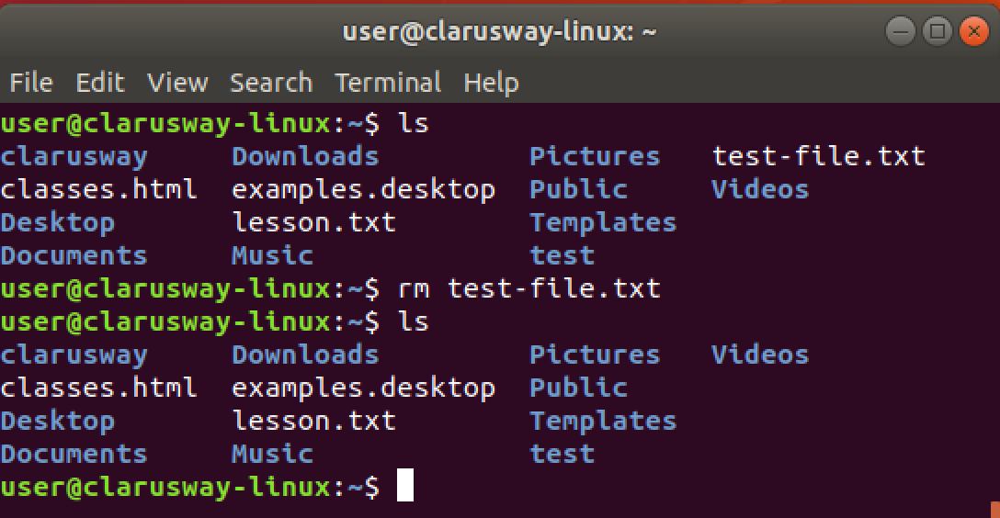 user@clarusway-linux: ~
File Edit View Search Terminal Help
user@clarusway-linux:~$ ls
clarusway Downloads Pictures test-file.txt
classes.html examples.desktop Public Videos
Desktop lesson.txt Templates
Documents Music test
user@clarusway-linux:~$ rm test-file.txt
user@clarusway-linux:~$ ls
clarusway Downloads Pictures Videos
classes.html examples.desktop Public
Desktop lesson.txt Templates
Documents Music test
user@clarusway-linux:~$